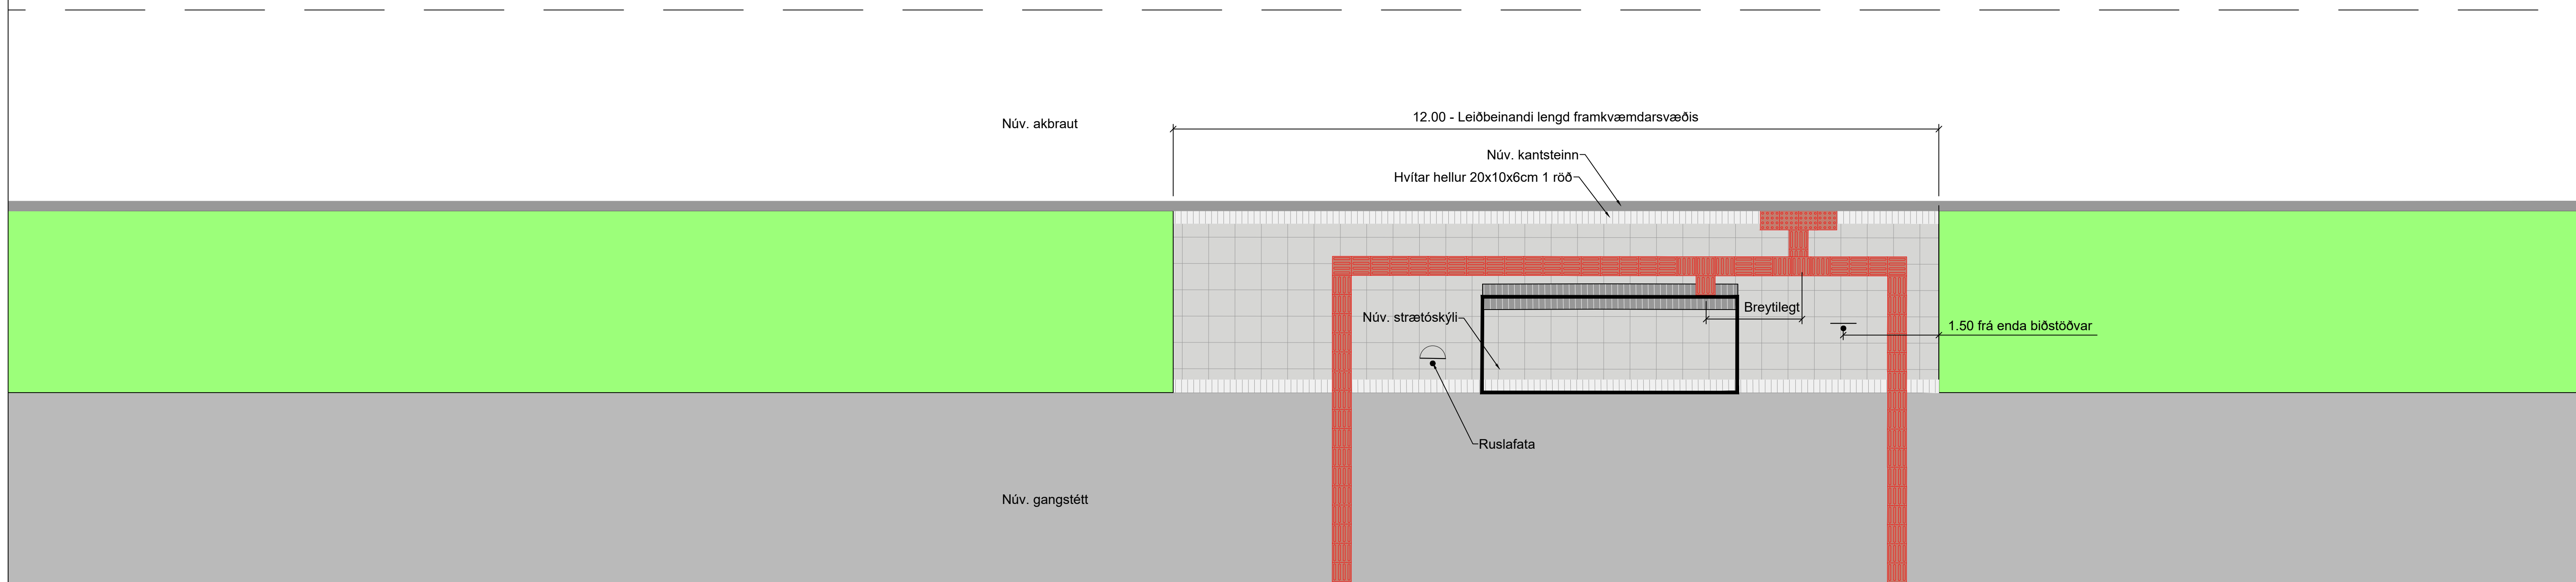 12.00 - Leiðbeinandi lengd framkvæmdarsvæðis
Núv. akbraut
Núv. kantsteinn
Hvítar hellur 20x10x6cm 1 röð
Breytilegt
Núv. strætóskýli
1.50 frá enda biðstöðvar
Ruslafata
Núv. gangstétt